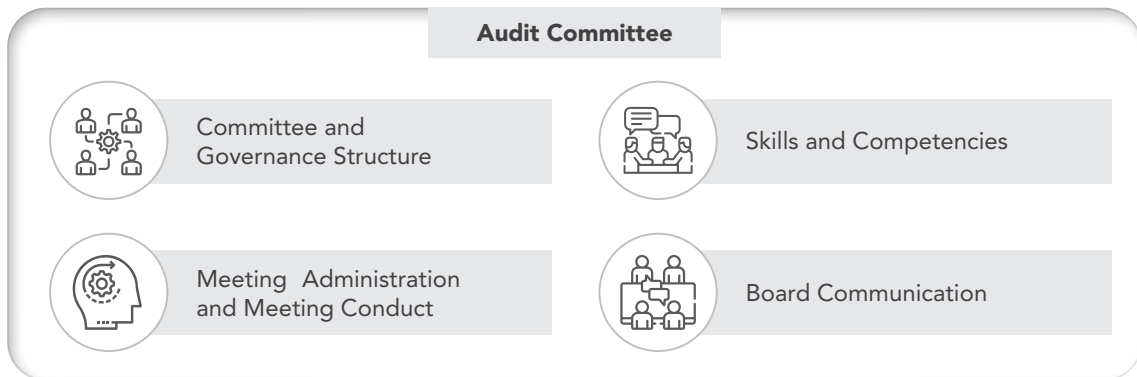 Audit Committee
Committee and
Governance Structure
Skills and Competencies
Meeting Administration
and Meeting Conduct
Board Communication